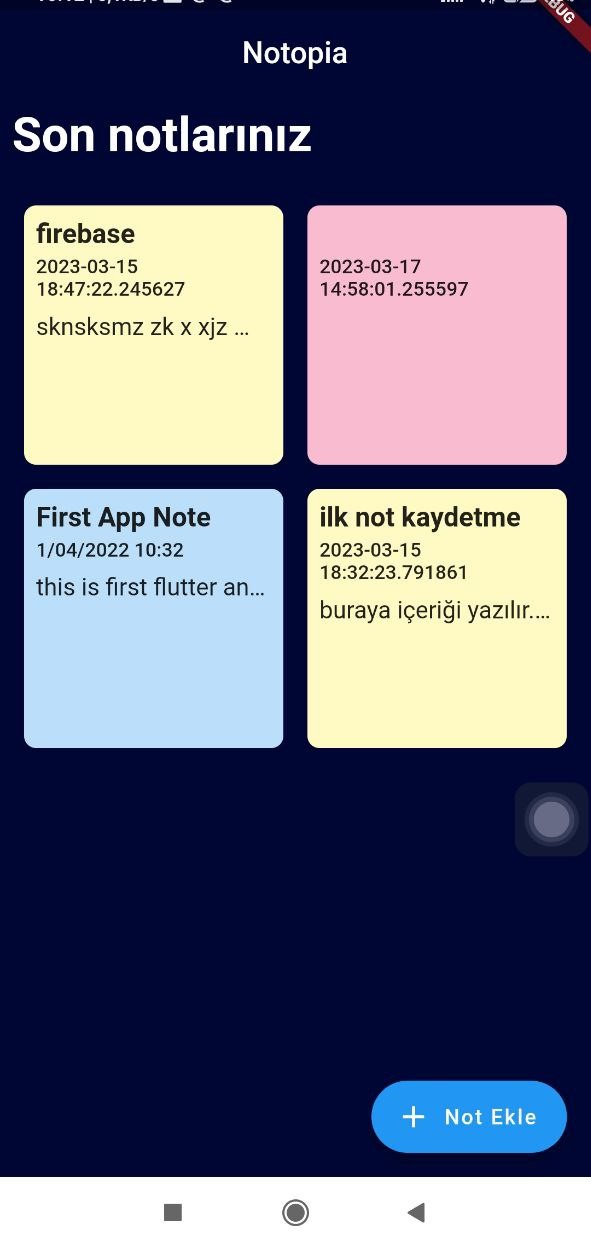 Notopia
Son notlarınız
firebase
2023-03-15
18:47:22.245627
sknsksmz zk x xjz ...
2023-03-17
14:58:01.255597
First App Note
1/04/2022 10:32
this is first flutter an...
ilk not kaydetme
2023-03-15
18:32:23.791861
buraya içeriği yazılır....
+ Not Ekle